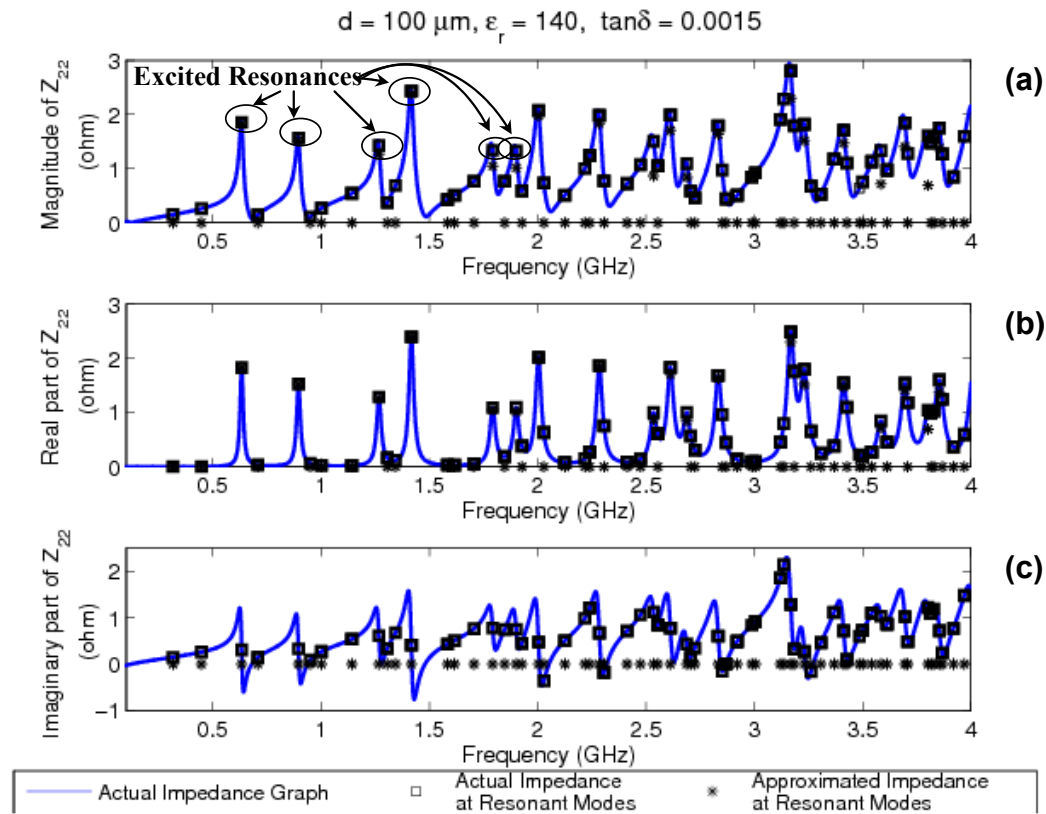 d = 100 μm, εr = 140, tanδ = 0.0015
(a)
Excited Resonances
Magnitude of Z22
(ohm)
3
2
1
0
0.5 1 1.5 2 2.5 3 3.5 4
Frequency (GHz)
(b)
Real part of Z22
(ohm)
3
2
1
0
0.5 1 1.5 2 2.5 3 3.5 4
Frequency (GHz)
(c)
Imaginary part of Z22
(ohm)
2
1
0
−1
0.5 1 1.5 2 2.5 3 3.5 4
Frequency (GHz)
Actual Impedance Graph
Actual Impedance
at Resonant Modes
Approximated Impedance
at Resonant Modes